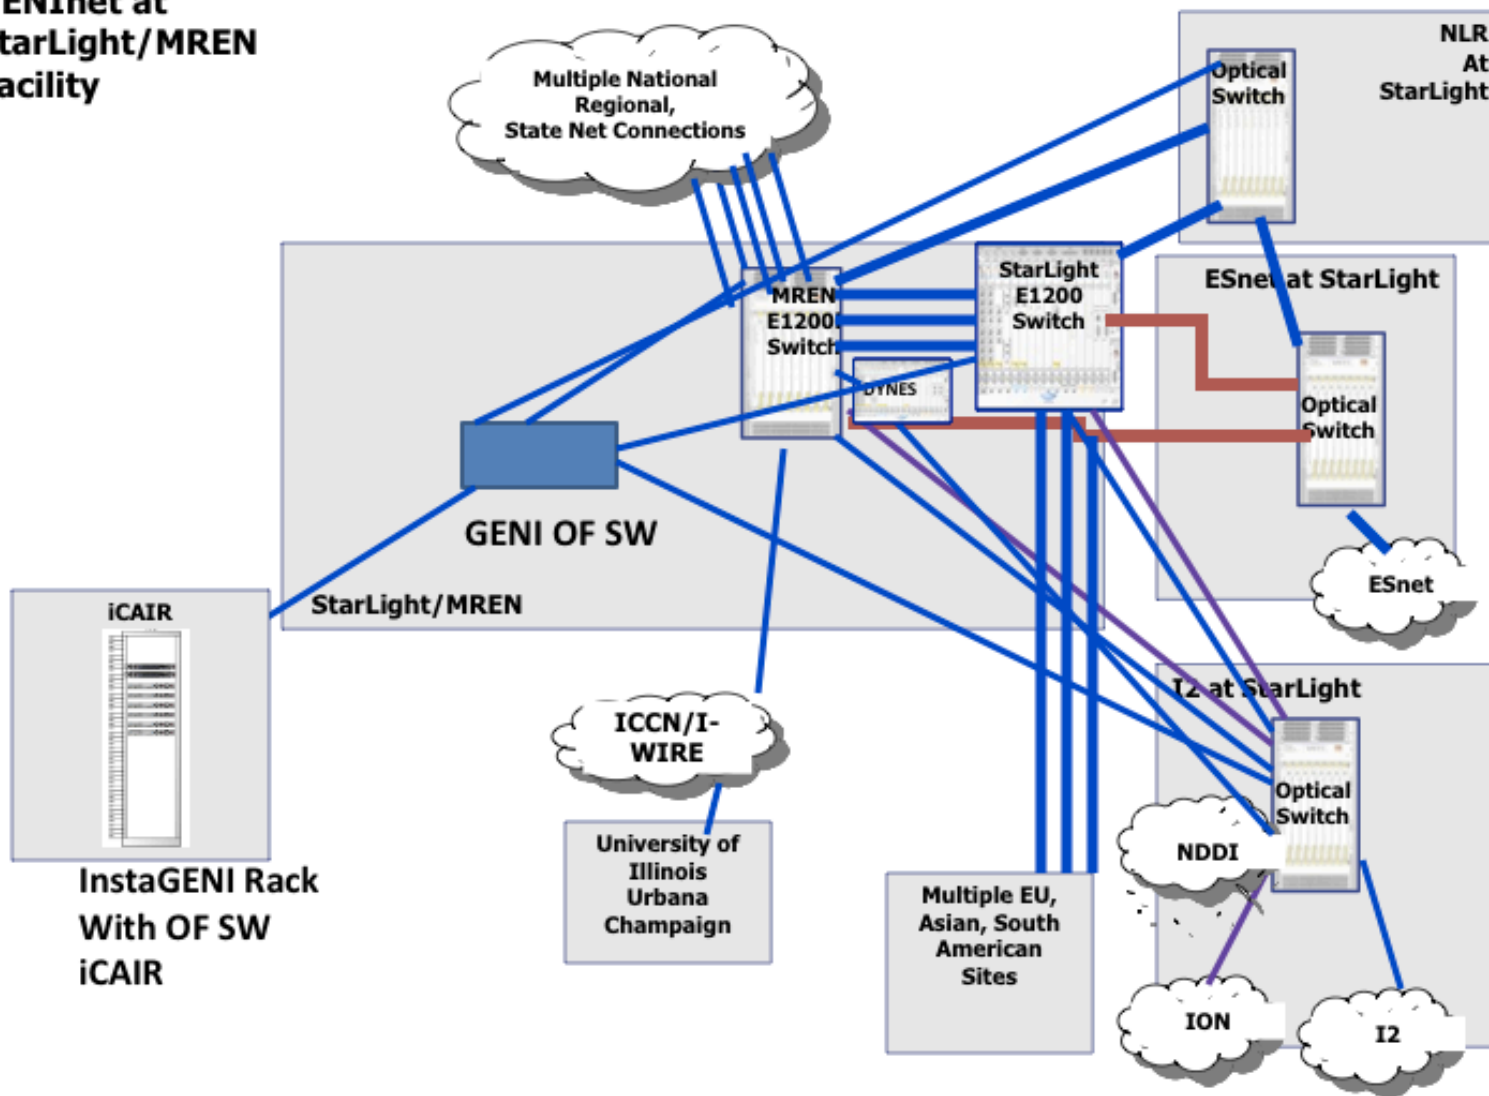 ENInet at
tarLight/MREN
acility
Multiple National
Regional,
State Net Connections
NLR
At
StarLight
Optical
Switch
StarLight
E1200
Switch
MREN
E1200
Switch
DYNES
ESnet at StarLight
Optical
Switch
ESnet
GENI OF SW
StarLight/MREN
iCAIR
InstaGENI Rack
With OF SW
iCAIR
ICCN/I-
WIRE
University of
Illinois
Urbana
Champaign
Multiple EU,
Asian, South
American
Sites
I2 at StarLight
Optical
Switch
NDDI
ION
I2